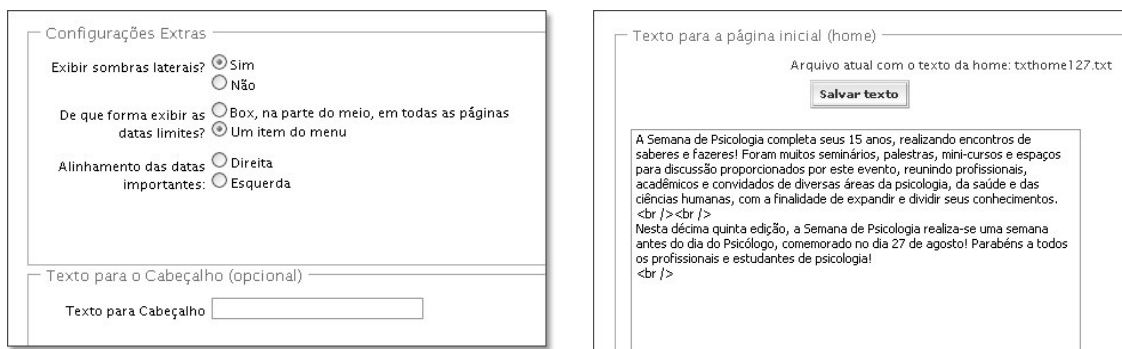 Configurações Extras
Exibir sombras laterais? Sim
Não
De que forma exibir as Box, na parte do meio, em todas as páginas
datas limites? Um item do menu
Alinhamento das datas Direita
importantes: Esquerda
Texto para o Cabeçalho (opcional)
Texto para Cabeçalho
Texto para a página inicial (home)
Arquivo atual com o texto da home: txthome127.txt
Salvar texto
A Semana de Psicologia completa seus 15 anos, realizando encontros de
saberes e fazeres! Foram muitos seminários, palestras, mini-cursos e espaços
para discussão proporcionados por este evento, reunindo profissionais,
acadêmicos e convidados de diversas áreas da psicologia, da saúde e das
ciências humanas, com a finalidade de expandir e dividir seus conhecimentos.
<br /><br />
Nesta décima quinta edição, a Semana de Psicologia realiza-se uma semana
antes do dia do Psicólogo, comemorado no dia 27 de agosto! Parabéns a todos
os profissionais e estudantes de psicologia!
<br />